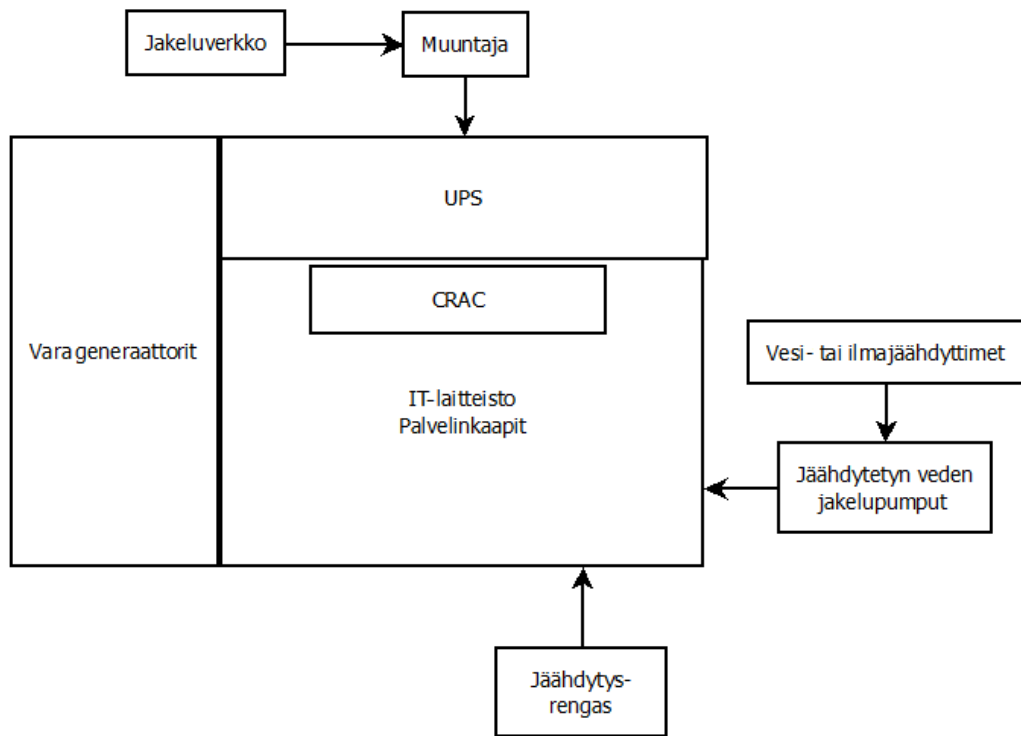 Jakeluverkko
Muuntaja
UPS
CRAC
Varageneraattorit
IT-laitteisto
Palvelinkaapit
Vesi- tai ilmajäähdyttimet
Jäähdytetyn veden
jakelupumput
Jäähdytys-
rengas